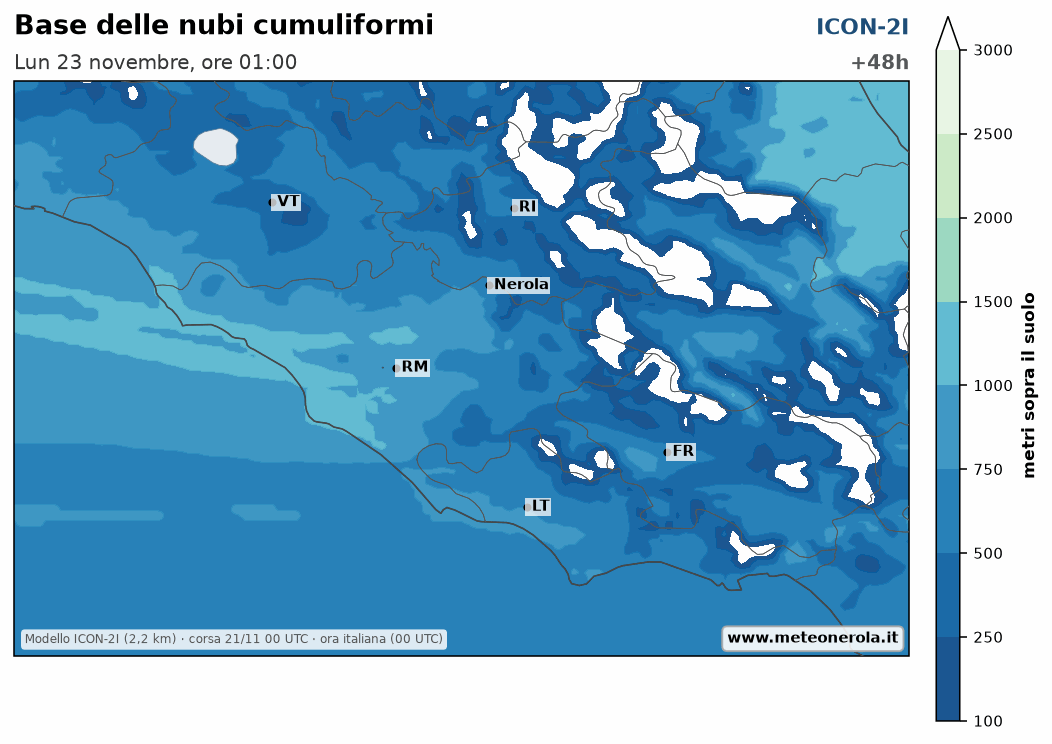 Base delle nubi cumuliformi
ICON-2I
Lun 23 novembre, ore 01:00
+48h
3000
2500
2000
1500
1000
750
500
250
100
metri sopra il suolo
VT
RI
Nerola
RM
FR
LT
Modello ICON-2I (2,2 km) · corsa 21/11 00 UTC · ora italiana (00 UTC)
www.meteonerola.it